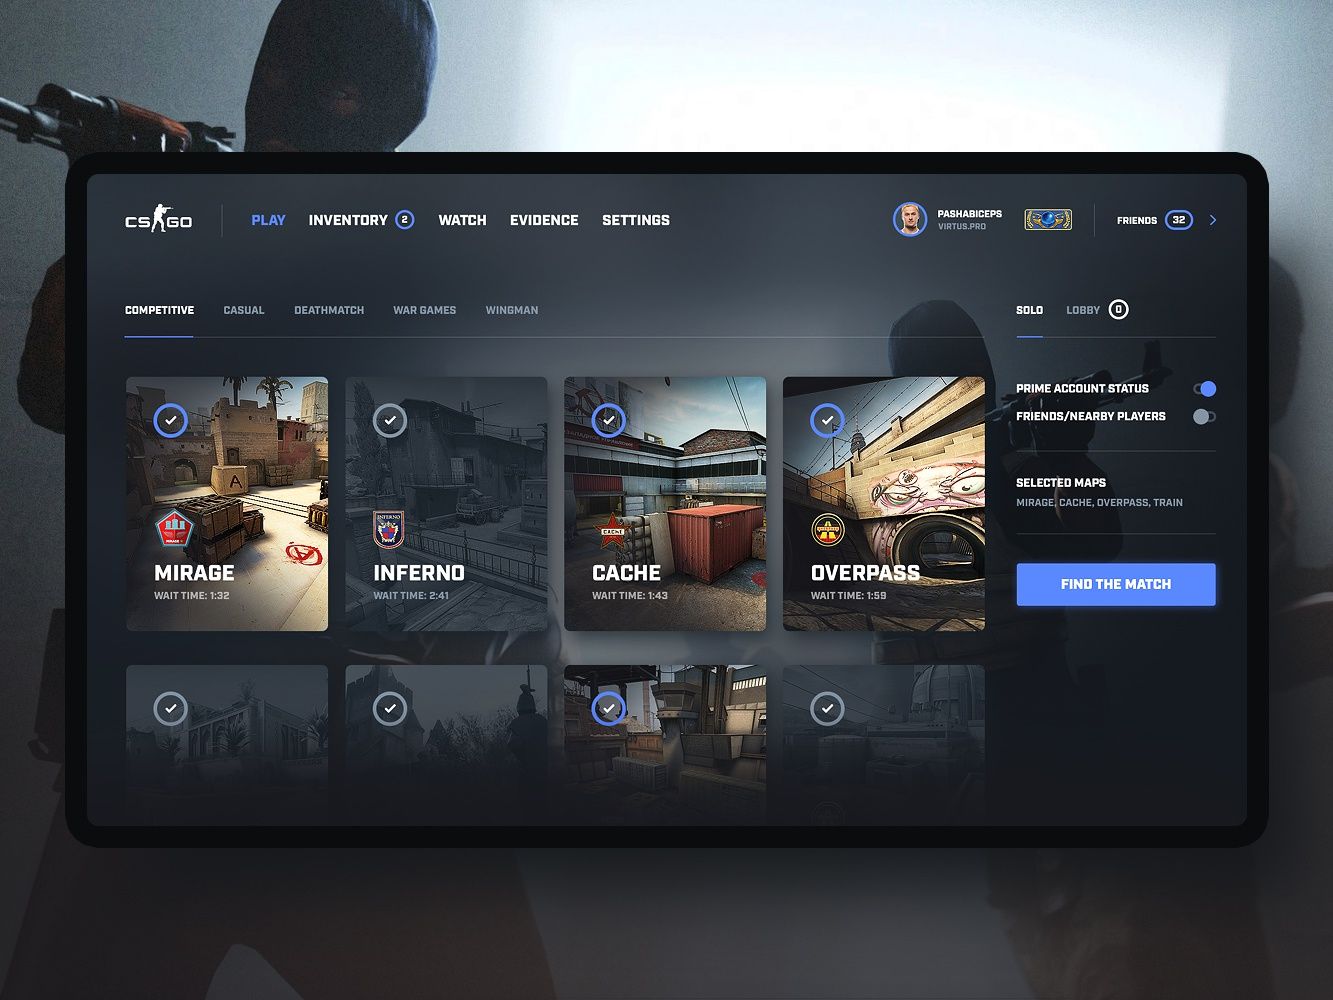 CS GO
PLAY
INVENTORY 2
WATCH
EVIDENCE
SETTINGS
PASHABICEPS
VIRTUS.PRO
FRIENDS 32
COMPETITIVE
CASUAL
DEATHMATCH
WAR GAMES
WINGMAN
SOLO
LOBBY 0
A
MIRAGE
MIRAGE
WAIT TIME: 1:32
INFERNO
INFERNO
WAIT TIME: 2:41
CACHE
CACHE
WAIT TIME: 1:43
OVERPASS
WAIT TIME: 1:59
PRIME ACCOUNT STATUS
FRIENDS/NEARBY PLAYERS
SELECTED MAPS
MIRAGE, CACHE, OVERPASS, TRAIN
FIND THE MATCH